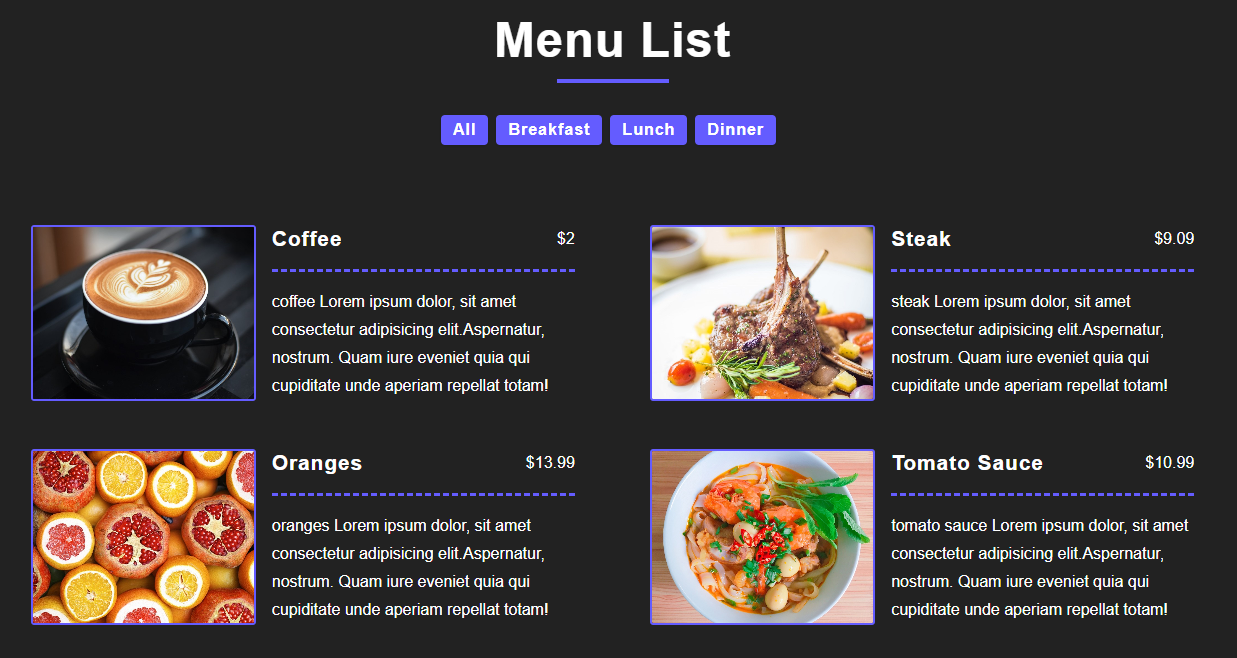 Menu List
All Breakfast Lunch Dinner
Coffee $2
coffee Lorem ipsum dolor, sit amet
consectetur adipisicing elit.Aspernatur,
nostrum. Quam iure eveniet quia qui
cupiditate unde aperiam repellat totam!
Steak $9.09
steak Lorem ipsum dolor, sit amet
consectetur adipisicing elit.Aspernatur,
nostrum. Quam iure eveniet quia qui
cupiditate unde aperiam repellat totam!
Oranges $13.99
oranges Lorem ipsum dolor, sit amet
consectetur adipisicing elit.Aspernatur,
nostrum. Quam iure eveniet quia qui
cupiditate unde aperiam repellat totam!
Tomato Sauce $10.99
tomato sauce Lorem ipsum dolor, sit amet
consectetur adipisicing elit.Aspernatur,
nostrum. Quam iure eveniet quia qui
cupiditate unde aperiam repellat totam!